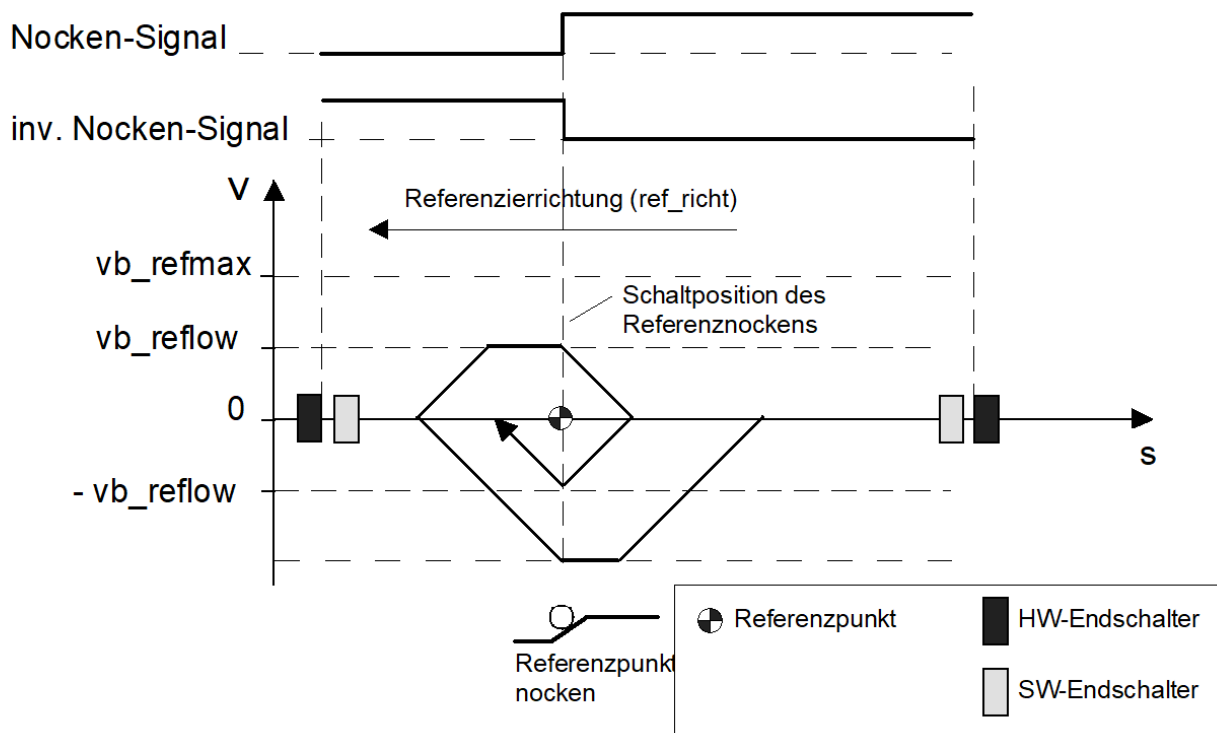 Nocken-Signal
inv. Nocken-Signal
V
Referenzierrichtung (ref_richt)
vb_refmax
Schaltposition des
Referenznockens
vb_reflow
0
s
- vb_reflow
Referenzpunkt
nocken
Referenzpunkt
HW-Endschalter
SW-Endschalter